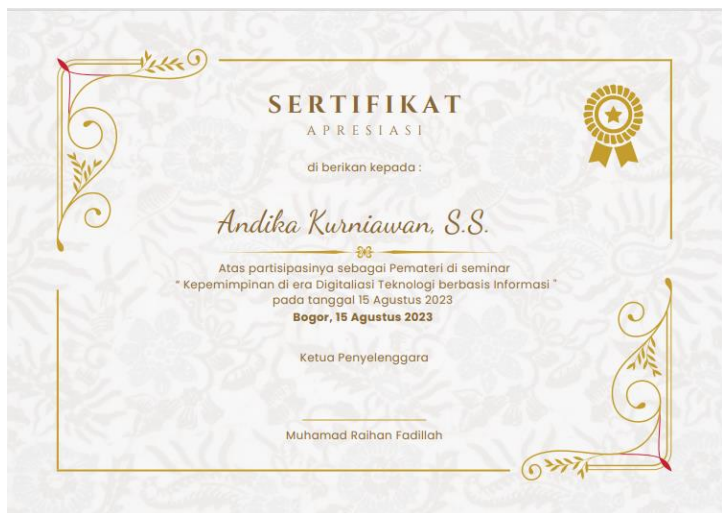 SERTIFIKAT
APRESIASI
di berikan kepada :
Andika Kurniawan, S.S.
Atas partisipasinya sebagai Pemateri di seminar
" Kepemimpinan di era Digitaliasi Teknologi berbasis Informasi "
pada tanggal 15 Agustus 2023
Bogor, 15 Agustus 2023
Ketua Penyelenggara
Muhamad Raihan Fadillah